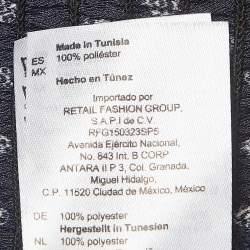 Made in Tunisia
ES 100% poliéster
MX
Hecho en Túnez
Importado por
RETAIL FASHION GROUP,
S.A.P.I de C.V.
RFG150323SP5
Avenida Ejército Nacional,
No. 843 Int. B CORP
ANTARA II P 3, Col. Granada,
Miguel Hidalgo,
C.P. 11520 Ciudad de México, México
DE 100% polyester
Hergestellt in Tunesien
NL 100% polyester